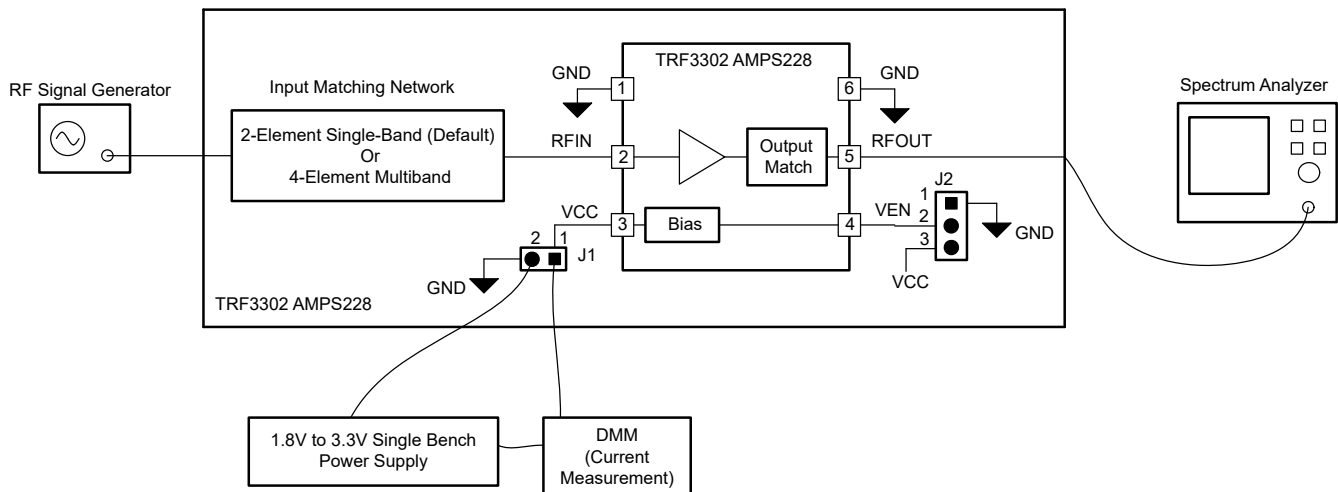 RF Signal Generator
Input Matching Network
2-Element Single-Band (Default)
Or
4-Element Multiband
TRF3302 AMPS228
GND
1
6
GND
RFIN
2
Output
Match
5
RFOUT
VCC
3
Bias
4
VEN
J2
1
2
3
GND
VCC
2
1
J1
GND
TRF3302 AMPS228
Spectrum Analyzer
1.8V to 3.3V Single Bench
Power Supply
DMM
(Current
Measurement)